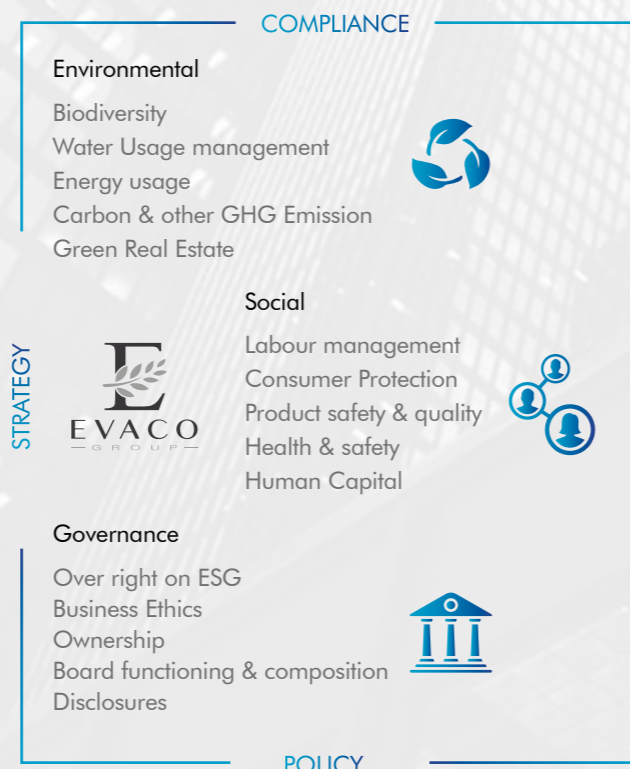 COMPLIANCE
Environmental
Biodiversity
Water Usage management
Energy usage
Carbon & other GHG Emission
Green Real Estate
Social
Labour management
Consumer Protection
Product safety & quality
Health & safety
Human Capital
STRATEGY
E
EVACO
GROUP
Governance
Over right on ESG
Business Ethics
Ownership
Board functioning & composition
Disclosures
POLICY